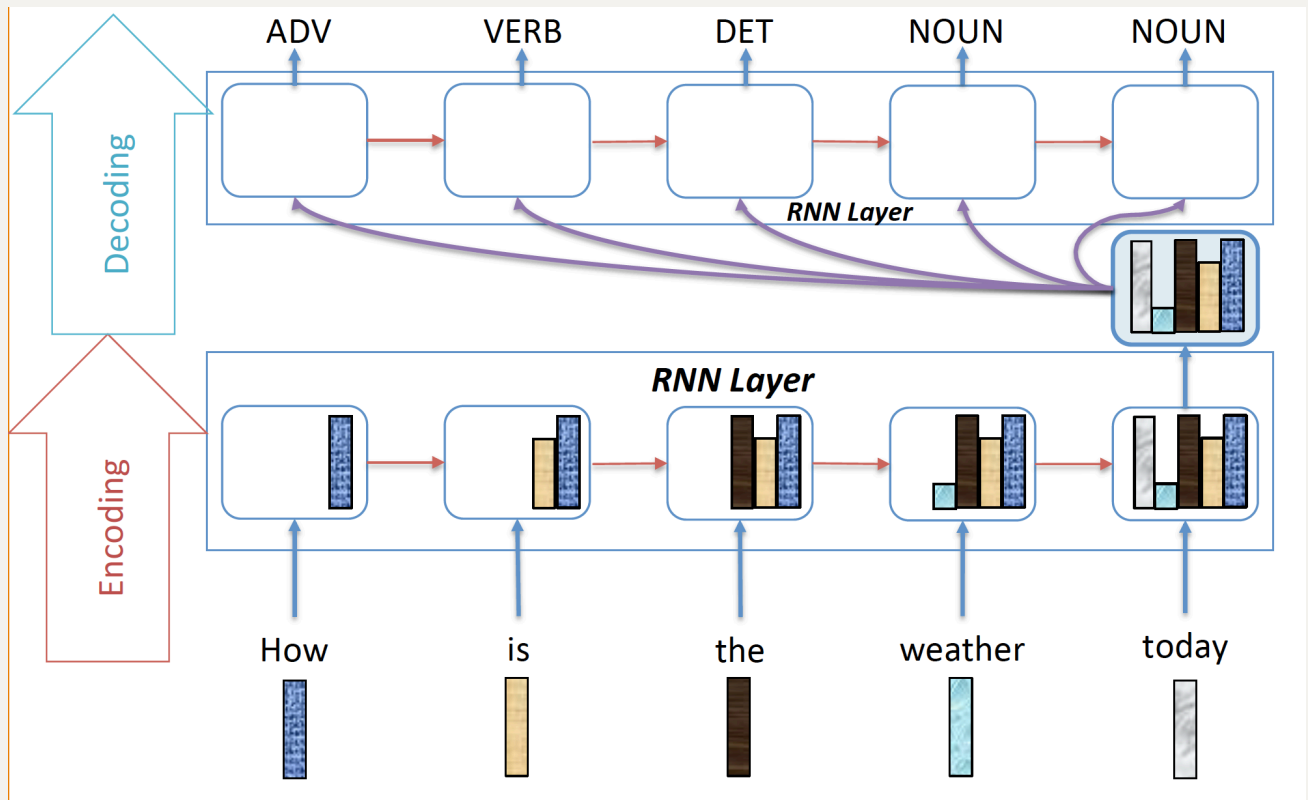 ADV VERB DET NOUN NOUN
Decoding
RNN Layer
RNN Layer
Encoding
How is the weather today